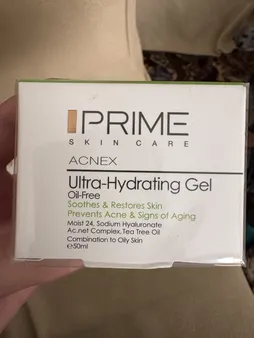 PRIME
SKIN CARE
ACNEX
Ultra-Hydrating Gel
Oil-Free
Soothes & Restores Skin
Prevents Acne & Signs of Aging
Moist 24, Sodium Hyaluronate
Ac.net Complex, Tea Tree Oil
Combination to Oily Skin
℮50ml